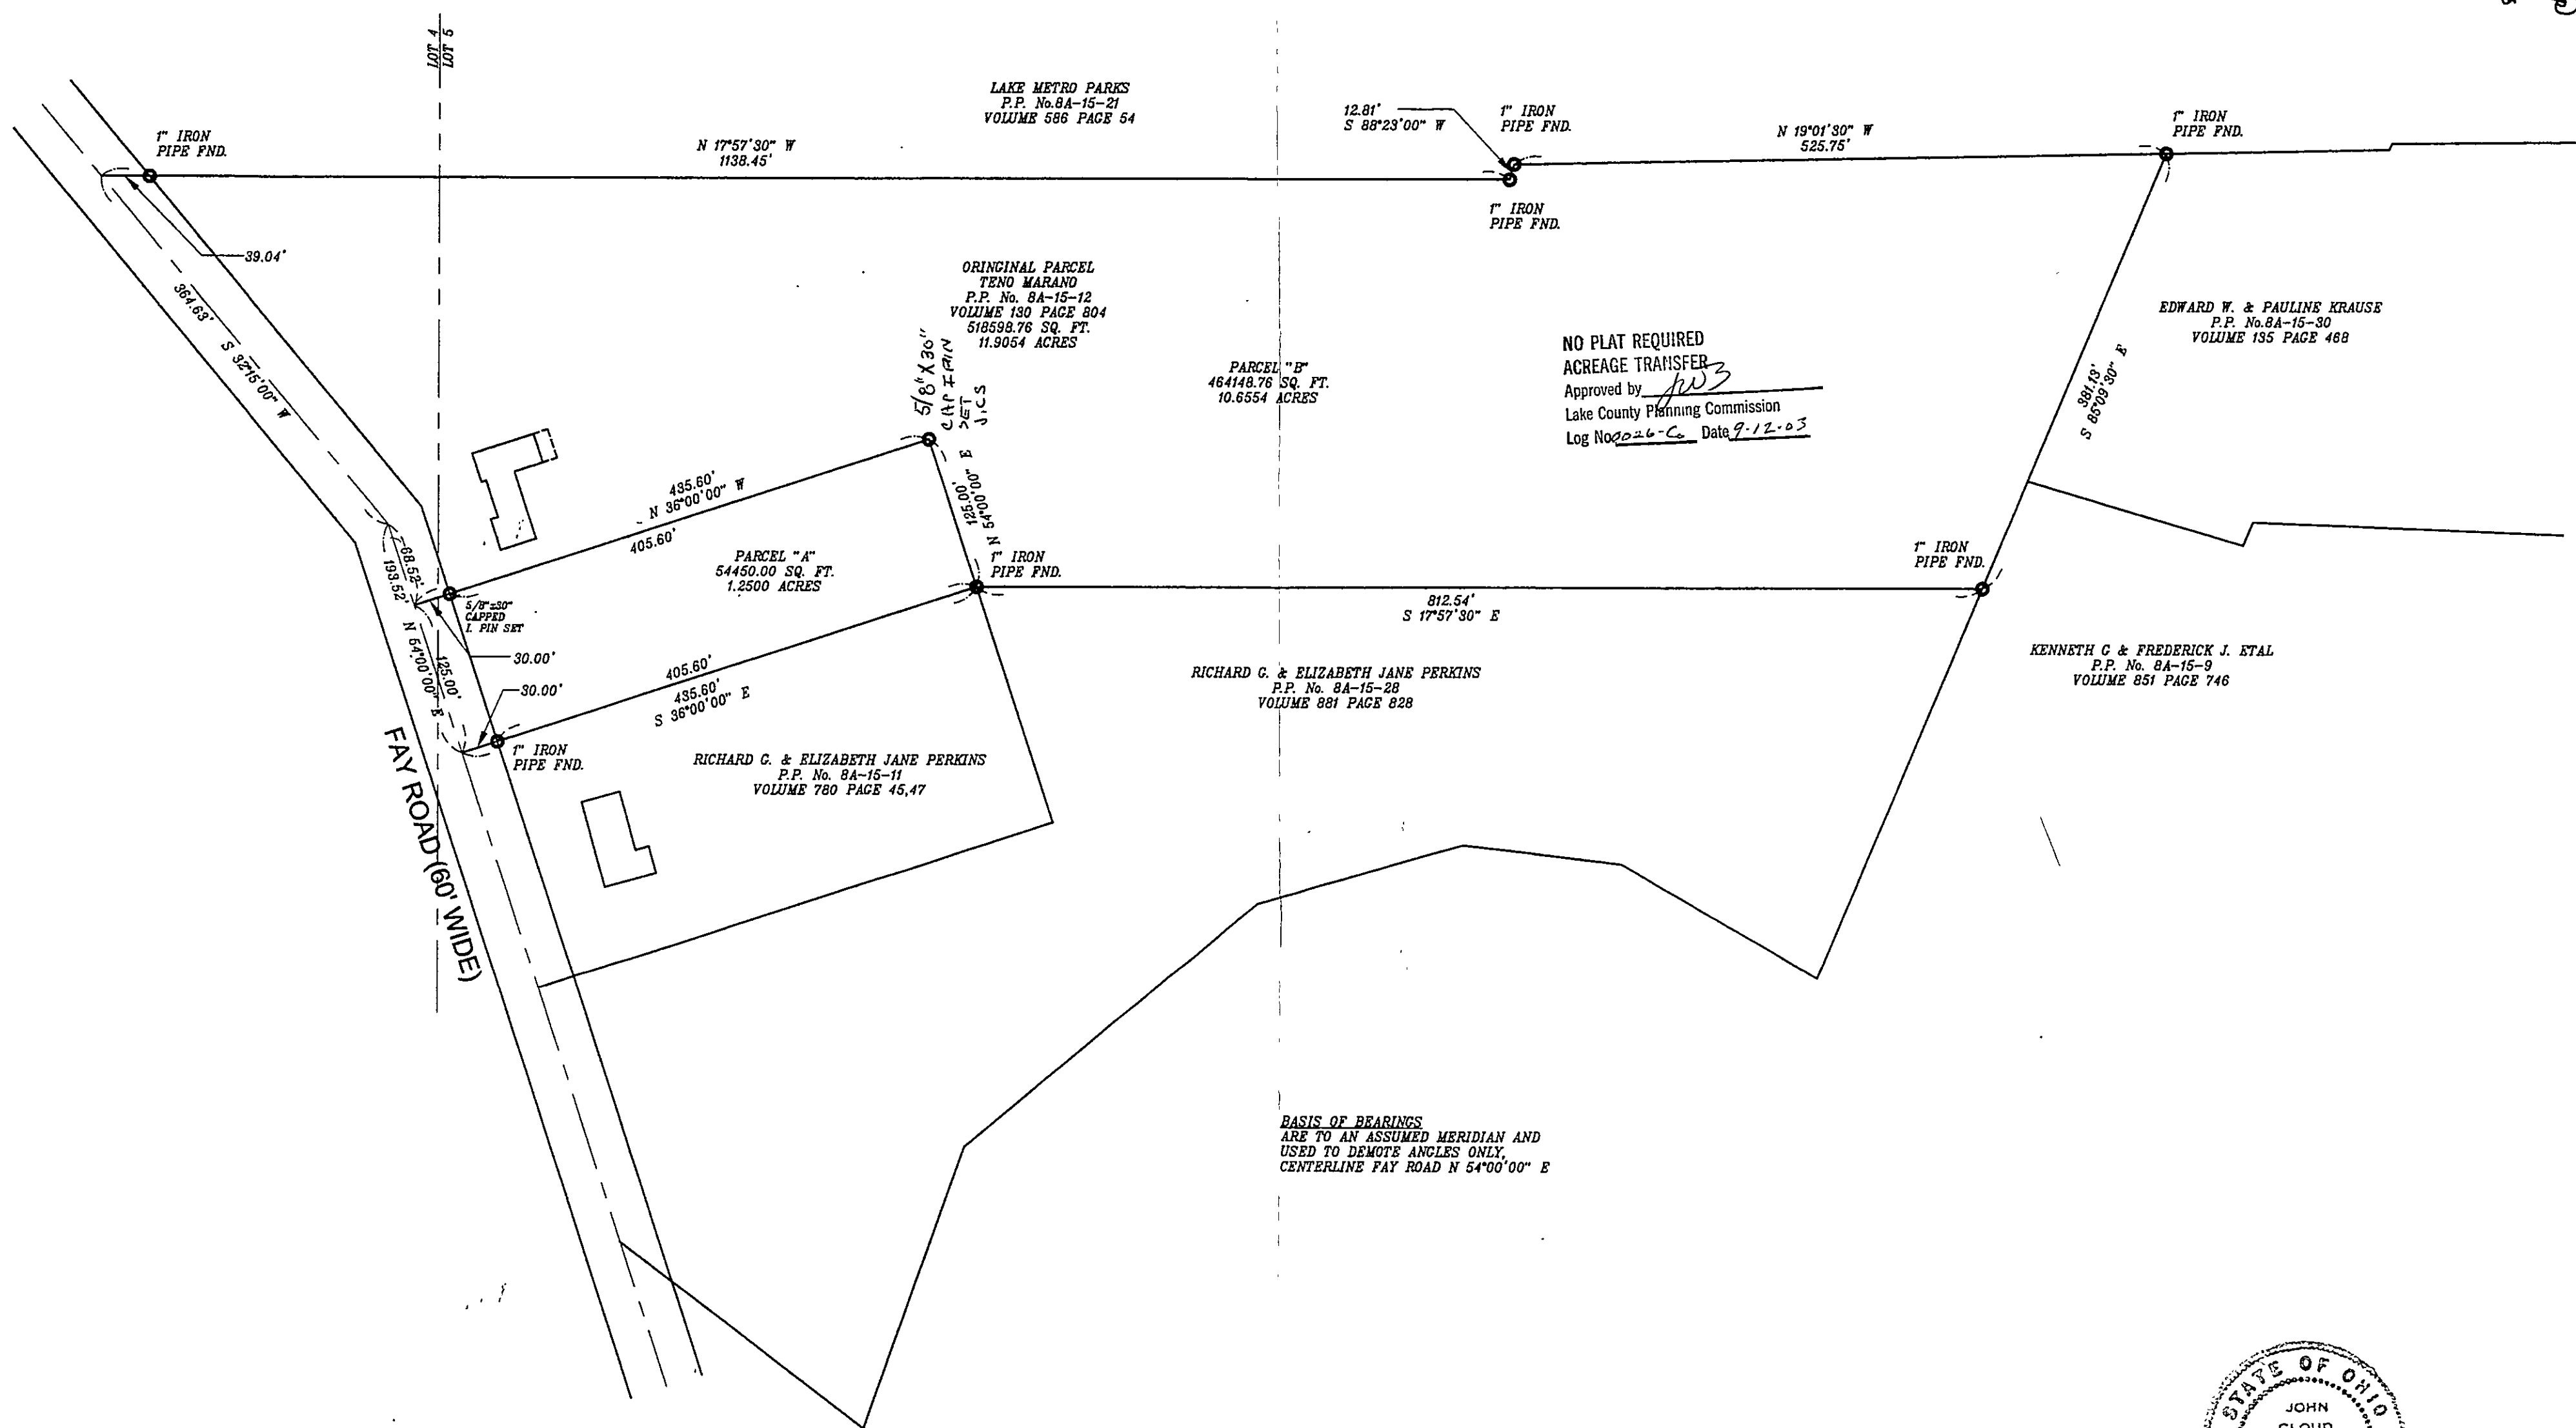 LOT 4
LOT 5
LAKE METRO PARKS
P.P. No.8A-15-21
VOLUME 586 PAGE 54
12.81'
S 88°23'00" W
1" IRON
PIPE FND.
N 19°01'30" W
525.75'
1" IRON
PIPE FND.
1" IRON
PIPE FND.
N 17°57'30" W
1138.45'
1" IRON
PIPE FND.
39.04'
364.63'
S 32°15'00" W
ORINGINAL PARCEL
TENO MARANO
P.P. No. 8A-15-12
VOLUME 130 PAGE 804
518598.76 SQ. FT.
11.9054 ACRES
5/8" X 30"
CAP I PIN
SET
J.C.S
PARCEL "B"
464148.76 SQ. FT.
10.6554 ACRES
NO PLAT REQUIRED
ACREAGE TRANSFER
Approved by
Lake County Planning Commission
Log No 0026-Co Date 9-12-03
EDWARD W. & PAULINE KRAUSE
P.P. No.8A-15-30
VOLUME 135 PAGE 468
381.13'
S 85°09'30" E
435.60'
N 36°00'00" W
405.60'
125.00'
N 54°00'00" E
PARCEL "A"
54450.00 SQ. FT.
1.2500 ACRES
1" IRON
PIPE FND.
1" IRON
PIPE FND.
68.52'
193.52'
5/8"x30"
CAPPED
I. PIN SET
812.54'
S 17°57'30" E
125.00'
N 54°00'00" E
30.00'
30.00'
405.60'
435.60'
S 36°00'00" E
RICHARD G. & ELIZABETH JANE PERKINS
P.P. No. 8A-15-28
VOLUME 881 PAGE 828
KENNETH G & FREDERICK J. ETAL
P.P. No. 8A-15-9
VOLUME 851 PAGE 746
1" IRON
PIPE FND.
RICHARD G. & ELIZABETH JANE PERKINS
P.P. No. 8A-15-11
VOLUME 780 PAGE 45,47
FAY ROAD (60' WIDE)
BASIS OF BEARINGS
ARE TO AN ASSUMED MERIDIAN AND
USED TO DEMOTE ANGLES ONLY,
CENTERLINE FAY ROAD N 54°00'00" E
STATE OF OHIO
JOHN